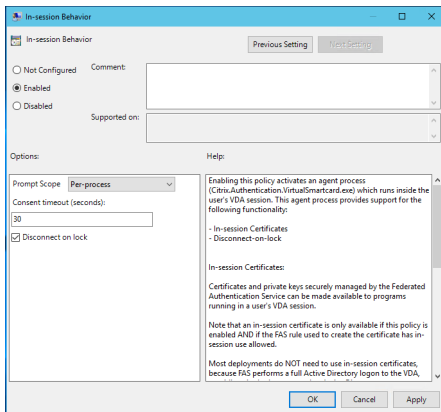 In-session Behavior
In-session Behavior
Previous Setting
Next Setting
Not Configured
Comment:
Enabled
Disabled
Supported on:
Options:
Help:
Prompt Scope
Per-process
Consent timeout (seconds):
30
Disconnect on lock
Enabling this policy activates an agent process
(Citrix.Authentication.VirtualSmartcard.exe) which runs inside the
user's VDA session. This agent process provides support for the
following functionality:
- In-session Certificates
- Disconnect-on-lock
In-session Certificates:
Certificates and private keys securely managed by the Federated
Authentication Service can be made available to programs
running in a user's VDA session.
Note that an in-session certificate is only available if this policy is
enabled AND if the FAS rule used to create the certificate has in-
session use allowed.
Most deployments do NOT need to use in-session certificates,
because FAS performs a full Active Directory logon to the VDA,
OK
Cancel
Apply